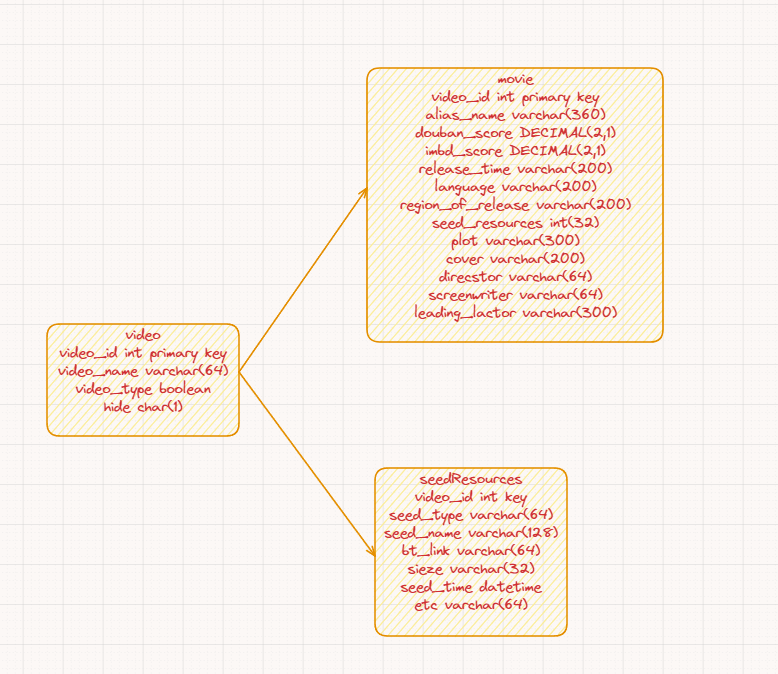 movie
video_id int primary key
alias_name varchar(360)
douban_score DECIMAL(2,1)
imbd_score DECIMAL(2,1)
release_time varchar(200)
language varchar(200)
region_of_release varchar(200)
seed_resources int(32)
plot varchar(300)
cover varchar(200)
direcstor varchar(64)
screenwriter varchar(64)
leading_lactor varchar(300)
video
video_id int primary key
video_name varchar(64)
video_type boolean
hide char(1)
seedResources
video_id int key
seed_type varchar(64)
seed_name varchar(128)
bt_link varchar(64)
sieze varchar(32)
seed_time datetime
etc varchar(64)